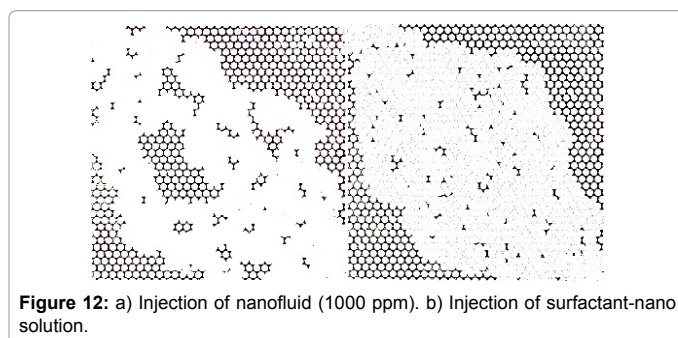 Figure 12: a) Injection of nanofluid (1000 ppm). b) Injection of surfactant-nano
solution.